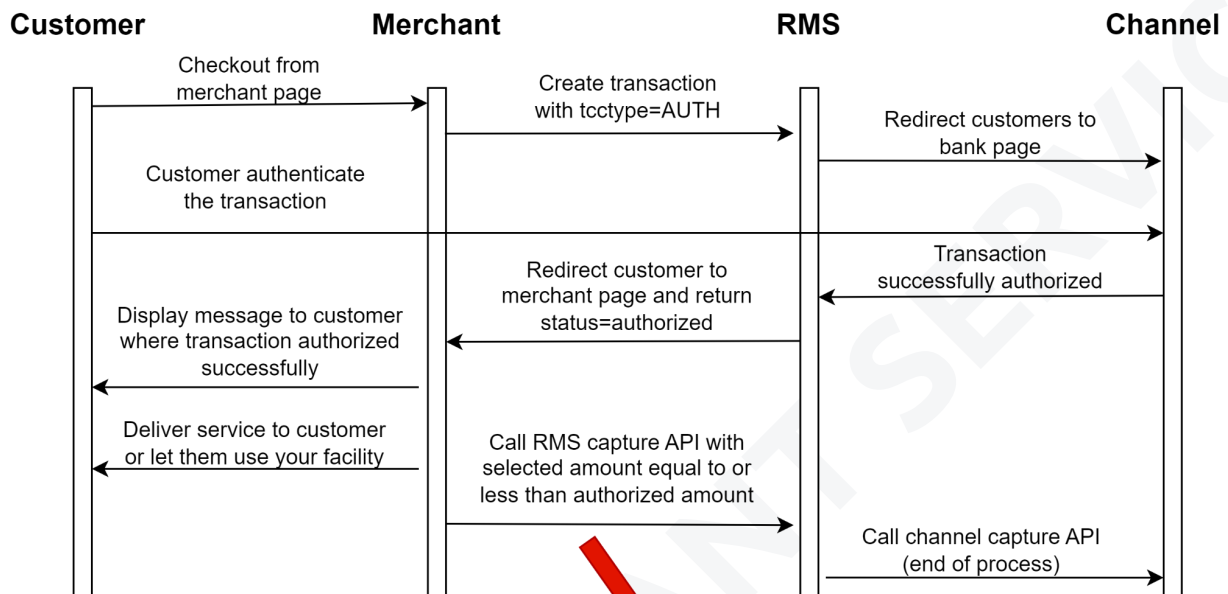 Customer
Merchant
RMS
Channel
Checkout from
merchant page
Create transaction
with tcctype=AUTH
Redirect customers to
bank page
Customer authenticate
the transaction
Transaction
successfully authorized
Redirect customer to
merchant page and return
status=authorized
Display message to customer
where transaction authorized
successfully
Deliver service to customer
or let them use your facility
Call RMS capture API with
selected amount equal to or
less than authorized amount
Call channel capture API
(end of process)